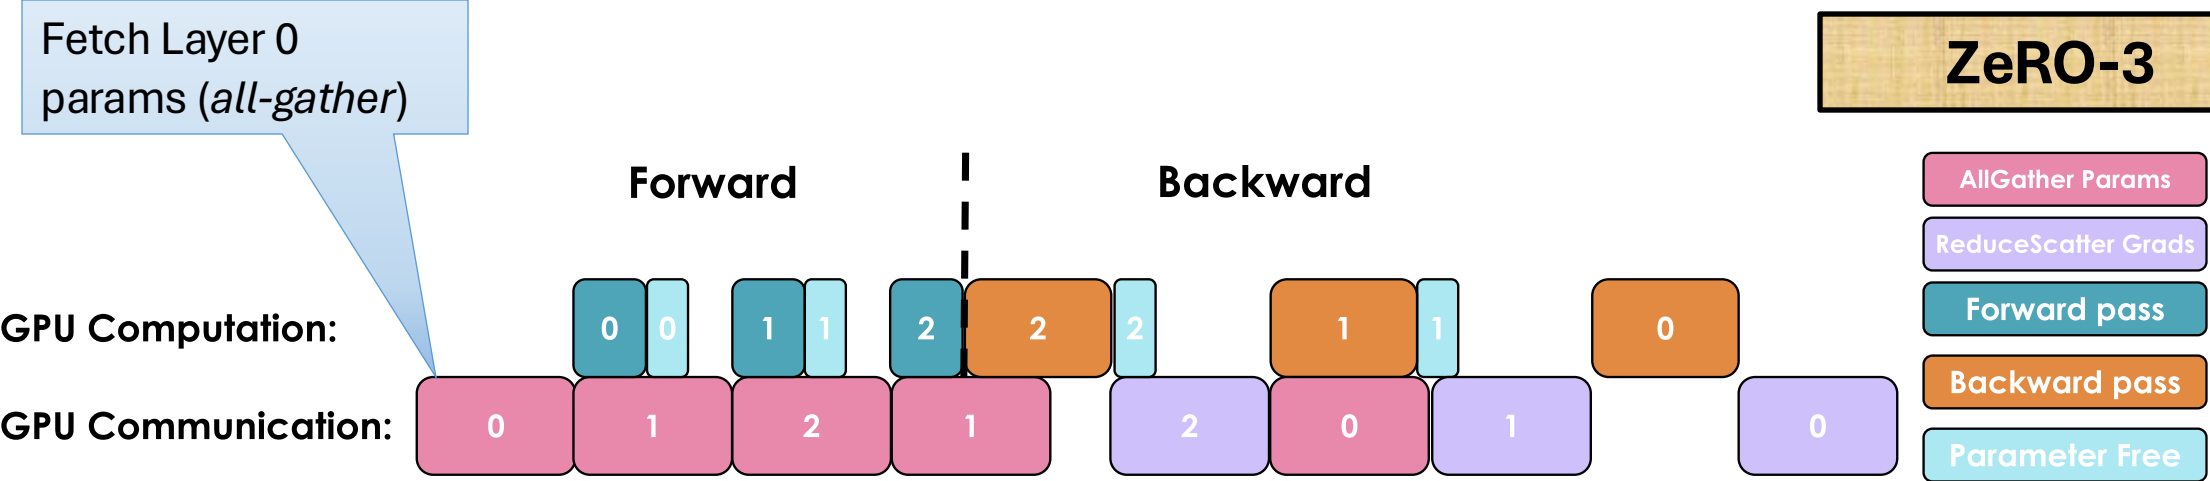 Fetch Layer 0
params (all-gather)
ZeRO-3
Forward
Backward
AllGather Params
ReduceScatter Grads
Forward pass
Backward pass
Parameter Free
GPU Computation:
0 0 1 1 2 2 2 1 1 0
GPU Communication:
0 1 2 1 2 0 1 0